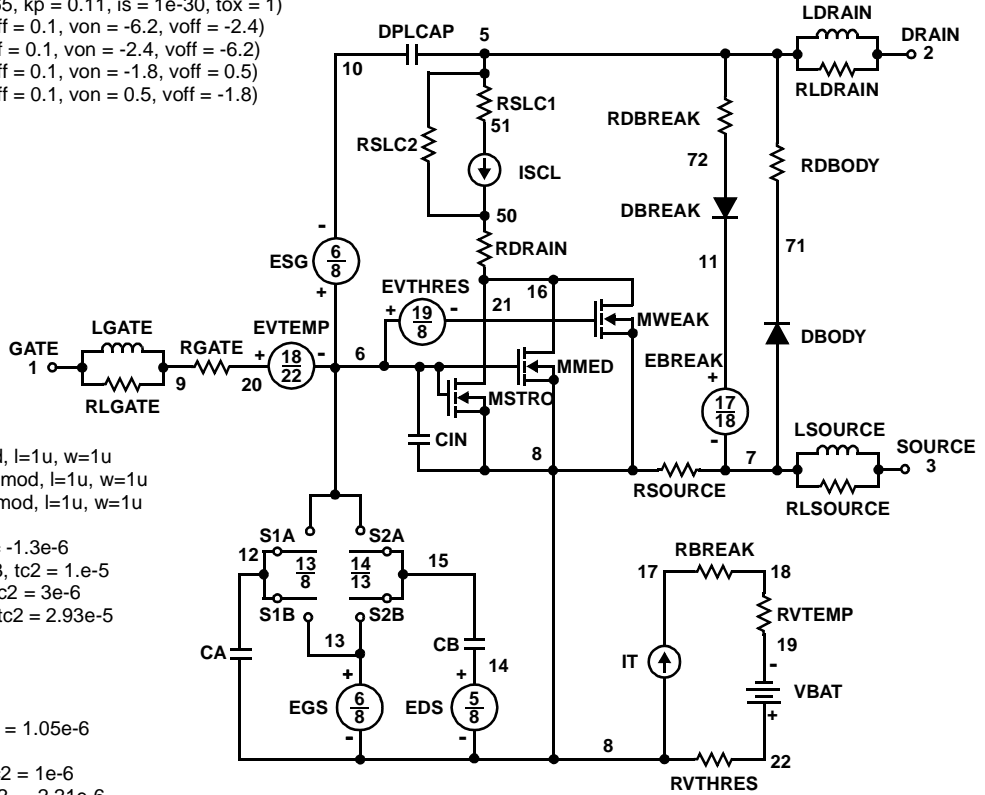 35, kp = 0.11, is = 1e-30, tox = 1)
ff = 0.1, von = -6.2, voff = -2.4)
f = 0.1, von = -2.4, voff = -6.2)
ff = 0.1, von = -1.8, voff = 0.5)
ff = 0.1, von = 0.5, voff = -1.8)
DPLCAP
5
10
LDRAIN
DRAIN
2
RLDRAIN
RSLC1
51
RSLC2
ISCL
50
RDRAIN
RDBREAK
72
RDBODY
DBREAK
71
11
ESG
6
8
-
+
EVTHRES
+ 19 -
8
21
16
MWEAK
LGATE
GATE
1
RLGATE
9
RGATE
20
EVTEMP
+ 18 -
22
6
MMED
MSTRO
EBREAK
+
17
18
-
DBODY
CIN
8
RSOURCE
7
LSOURCE
SOURCE
3
RLSOURCE
d, l=1u, w=1u
mod, l=1u, w=1u
mod, l=1u, w=1u
= -1.3e-6
3, tc2 = 1.e-5
c2 = 3e-6
tc2 = 2.93e-5
S1A
S2A
12
13
8
14
13
15
S1B
S2B
13
CA
CB
14
+
EGS
6
8
-
+
EDS
5
8
-
RBREAK
17
18
RVTEMP
19
IT
-
VBAT
+
8
22
RVTHRES
= 1.05e-6
c2 = 1e-6